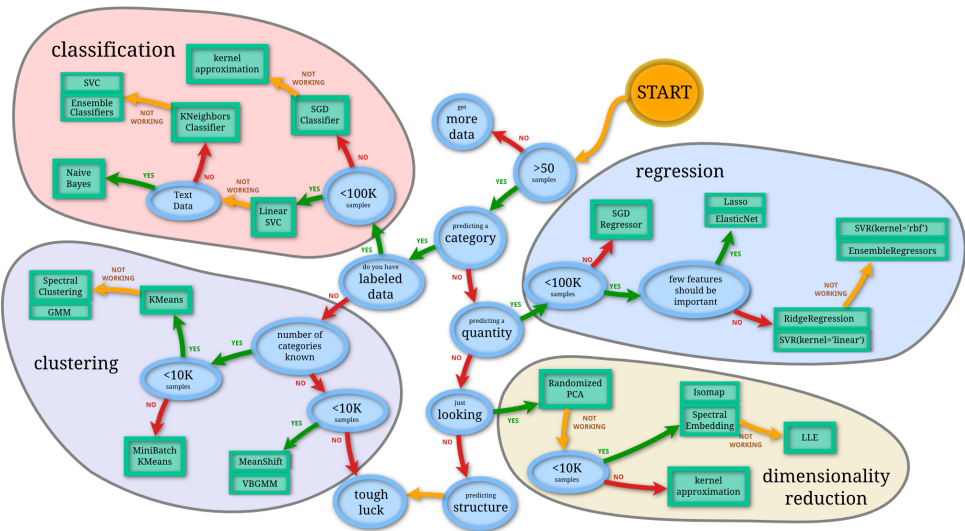 classification
kernel
approximation
NOT
WORKING
SVC
Ensemble
Classifiers
NOT
WORKING
KNeighbors
Classifier
SGD
Classifier
NO
YES
Naive
Bayes
YES
NO
Text
Data
NOT
WORKING
Linear
SVC
YES
<100K
samples
START
get
more
data
NO
>50
samples
YES
predicting a
category
YES
NO
do you have
labeled
data
NO
predicting a
quantity
YES
NO
just
looking
YES
NO
predicting
structure
tough
luck
regression
SGD
Regressor
NO
<100K
samples
YES
Lasso
ElasticNet
YES
few features
should be
important
NO
SVR(kernel='rbf')
EnsembleRegressors
NOT
WORKING
RidgeRegression
SVR(kernel='linear')
clustering
Spectral
Clustering
GMM
NOT
WORKING
KMeans
YES
number of
categories
known
YES
NO
<10K
samples
NO
MiniBatch
KMeans
<10K
samples
YES
NO
MeanShift
VBGMM
dimensionality
reduction
Randomized
PCA
NOT
WORKING
<10K
samples
YES
NO
Isomap
Spectral
Embedding
NOT
WORKING
LLE
kernel
approximation